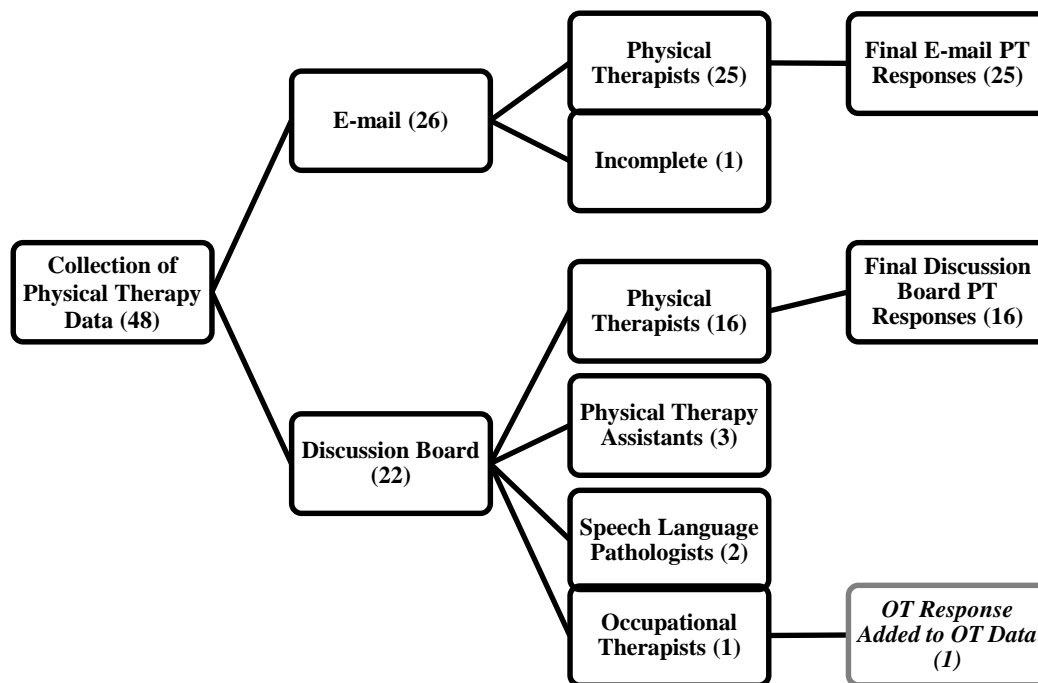 Collection of
Physical Therapy
Data (48)
E-mail (26)
Physical
Therapists (25)
Final E-mail PT
Responses (25)
Incomplete (1)
Discussion Board
(22)
Physical
Therapists (16)
Final Discussion
Board PT
Responses (16)
Physical Therapy
Assistants (3)
Speech Language
Pathologists (2)
Occupational
Therapists (1)
OT Response
Added to OT Data
(1)